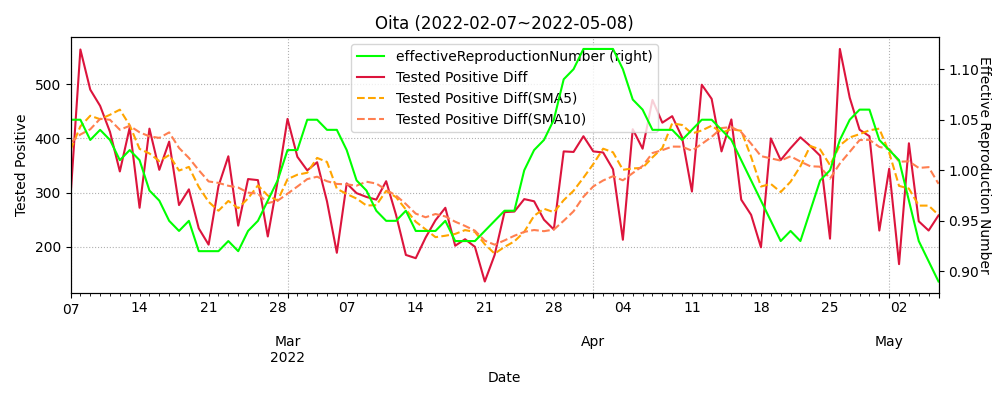 Oita (2022-02-07~2022-05-08)
effectiveReproductionNumber (right)
Tested Positive Diff
Tested Positive Diff(SMA5)
Tested Positive Diff(SMA10)
Tested Positive
500
400
300
200
1.10
1.05
1.00
0.95
0.90
Effective Reproduction Number
07 14 21 28 07 14 21 28 04 11 18 25 02
Mar Apr May
2022
Date